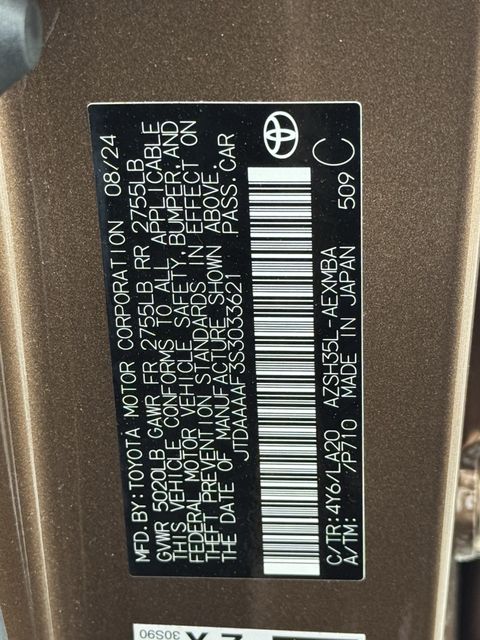 MFD.BY:TOYOTA MOTOR CORPORATION 08/24
GVWR 5020LB GAWR FR 2755LB RR 2755LB
THIS VEHICLE CONFORMS TO ALL APPLICABLE
FEDERAL MOTOR VEHICLE SAFETY, BUMPER, AND
THEFT PREVENTION STANDARDS IN EFFECT ON
THE DATE OF MANUFACTURE SHOWN ABOVE.
JTDAAAAF3S3033621 PASS.CAR
C/TR:4Y6/LA20 AZSH35L-AEXMBA 509 C
A/TM: -/P710 MADE IN JAPAN
30S90